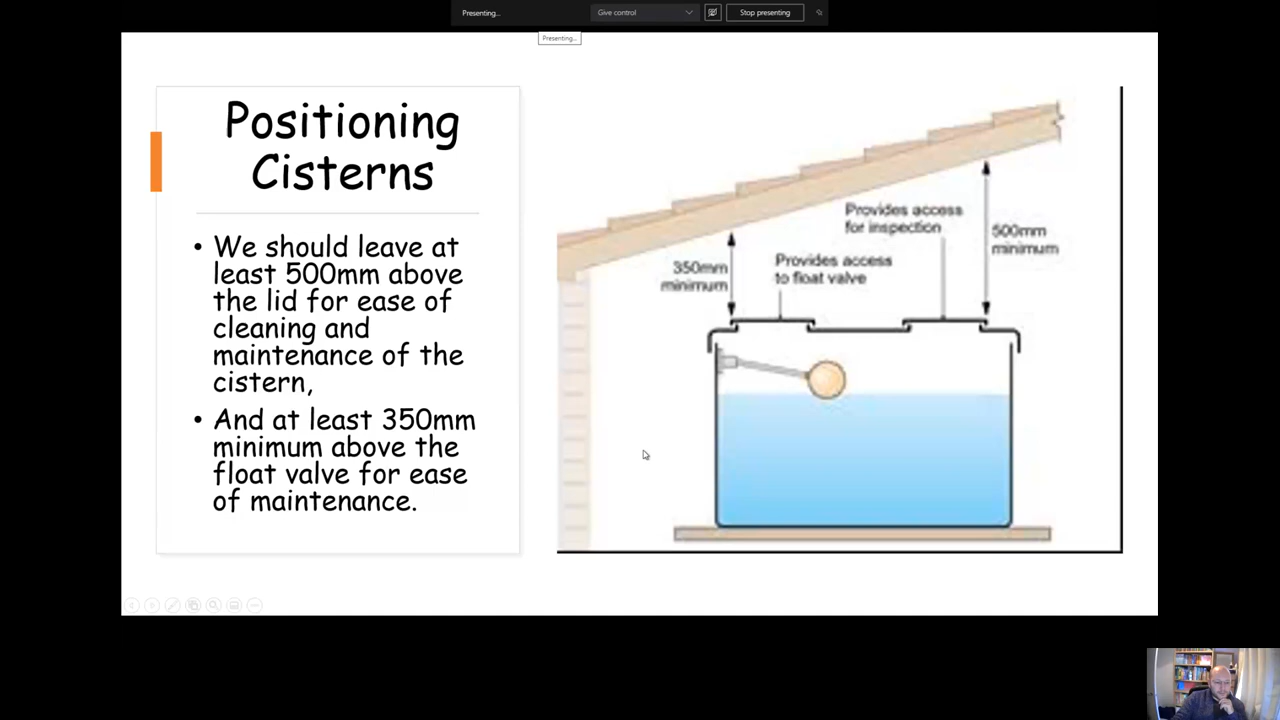 Presenting...
Give control
Stop presenting
Presenting...
Positioning
Cisterns
• We should leave at
least 500mm above
the lid for ease of
cleaning and
maintenance of the
cistern,
• And at least 350mm
minimum above the
float valve for ease
of maintenance.
Provides access
for inspection
500mm
minimum
350mm
minimum
Provides access
to float valve